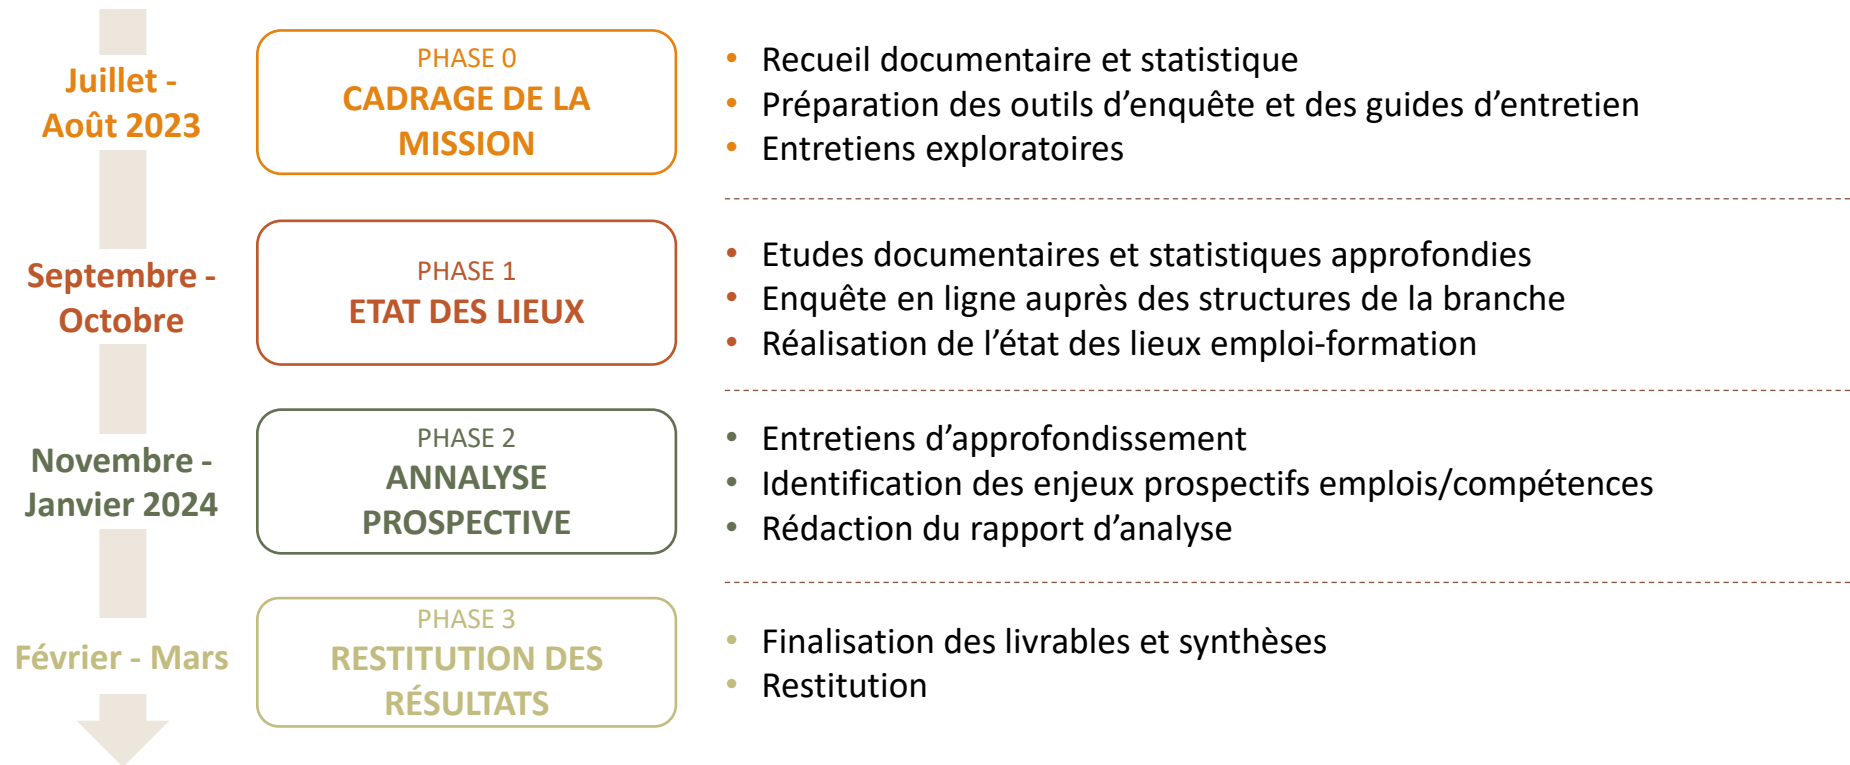 Juillet -
Août 2023
PHASE 0
CADRAGE DE LA
MISSION
• Recueil documentaire et statistique
• Préparation des outils d’enquête et des guides d’entretien
• Entretiens exploratoires
Septembre -
Octobre
PHASE 1
ETAT DES LIEUX
• Etudes documentaires et statistiques approfondies
• Enquête en ligne auprès des structures de la branche
• Réalisation de l’état des lieux emploi-formation
Novembre -
Janvier 2024
PHASE 2
ANNALYSE
PROSPECTIVE
• Entretiens d’approfondissement
• Identification des enjeux prospectifs emplois/compétences
• Rédaction du rapport d’analyse
Février - Mars
PHASE 3
RESTITUTION DES
RÉSULTATS
• Finalisation des livrables et synthèses
• Restitution